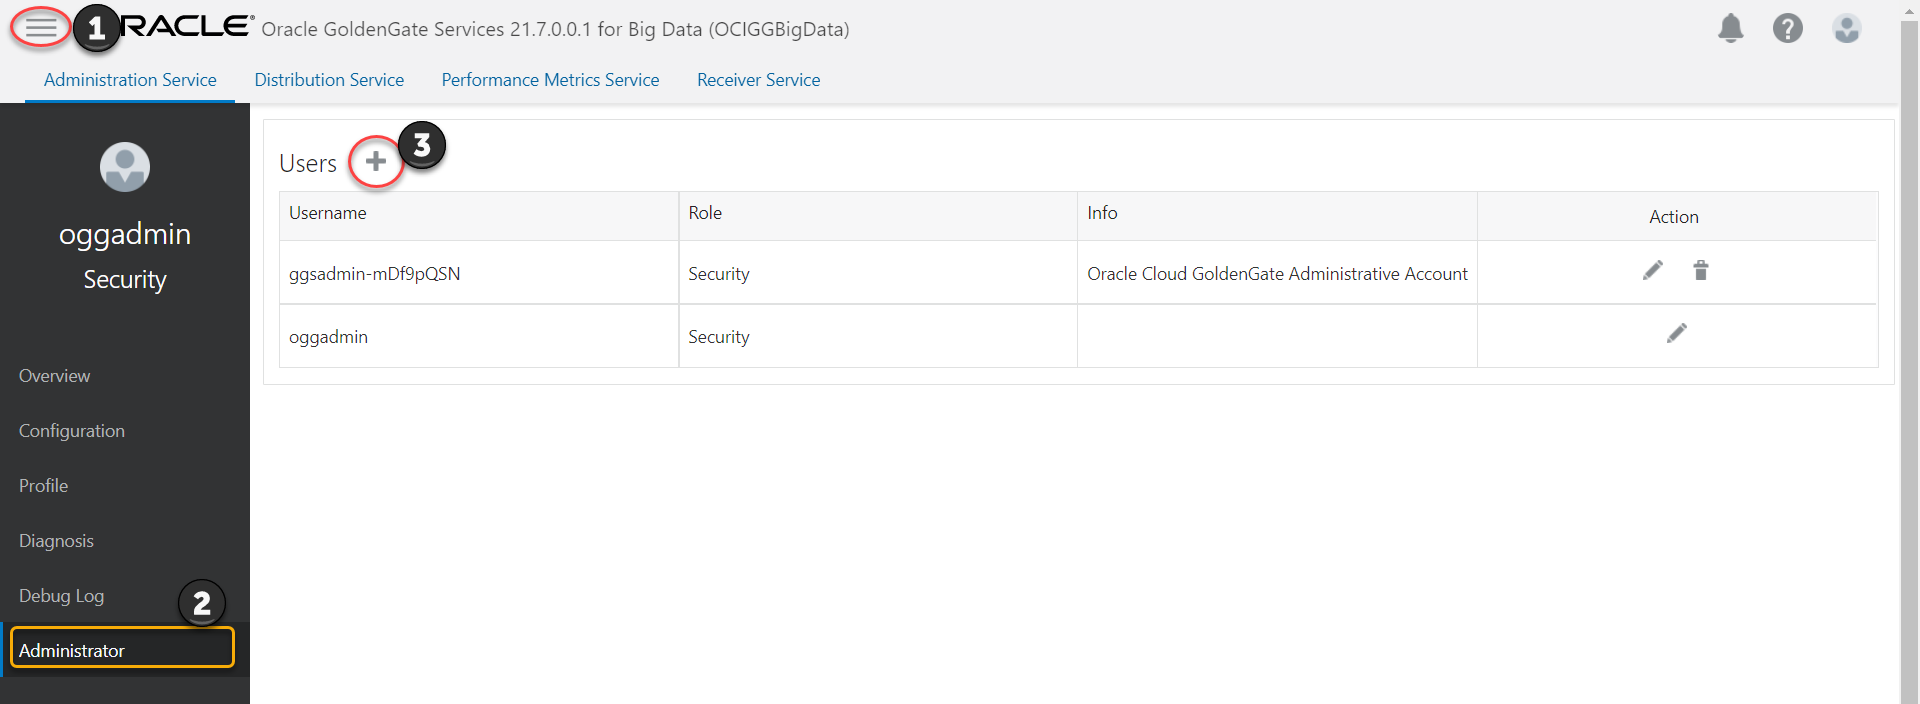 1 ORACLE® Oracle GoldenGate Services 21.7.0.0.1 for Big Data (OCIGGBigData)
Administration Service Distribution Service Performance Metrics Service Receiver Service
oggadmin
Security
Overview
Configuration
Profile
Diagnosis
Debug Log
2
Administrator
Users + 3
Username Role Info Action
ggsadmin-mDf9pQSN Security Oracle Cloud GoldenGate Administrative Account
oggadmin Security